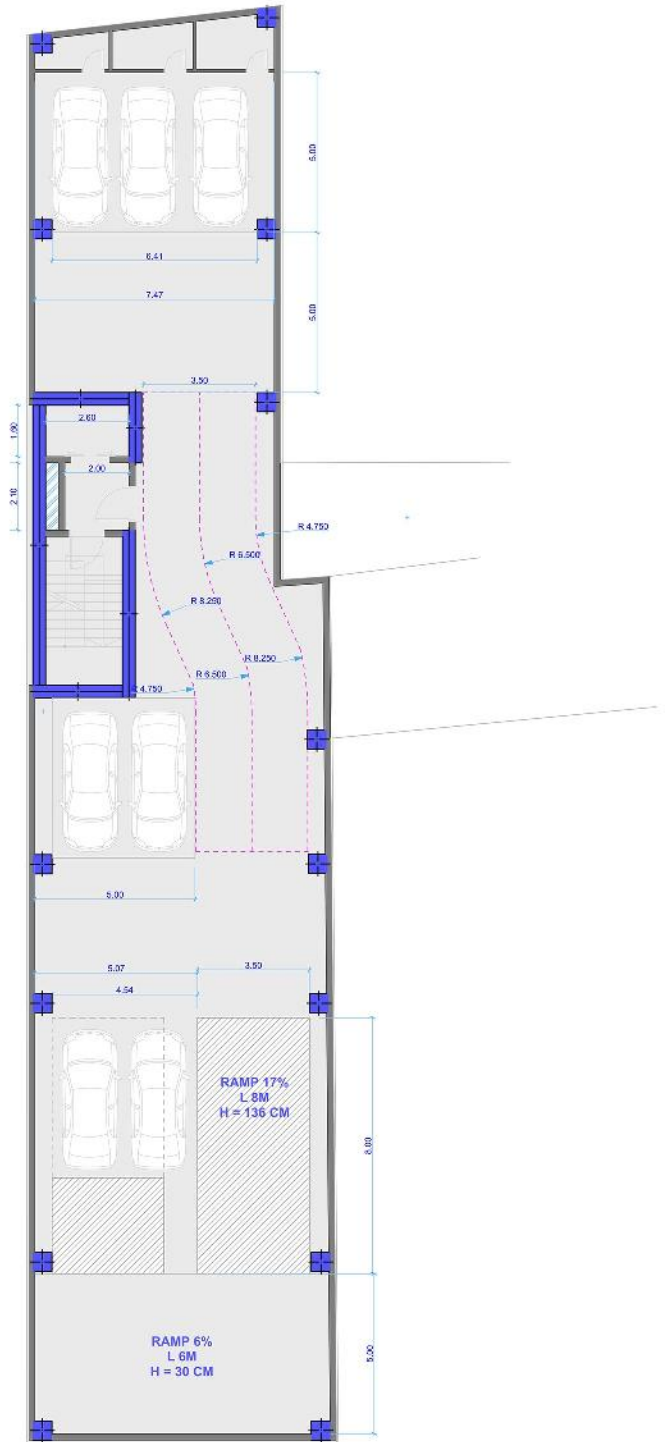 5.00
6.41
7.47
5.00
3.50
2.60
1.60
2.00
2.10
R 4.750
R 6.500
R 8.250
R 8.250
R 6.500
R 4.750
5.00
5.07
3.50
4.54
RAMP 17%
L 8M
H = 136 CM
8.00
RAMP 6%
L 6M
H = 30 CM
5.00